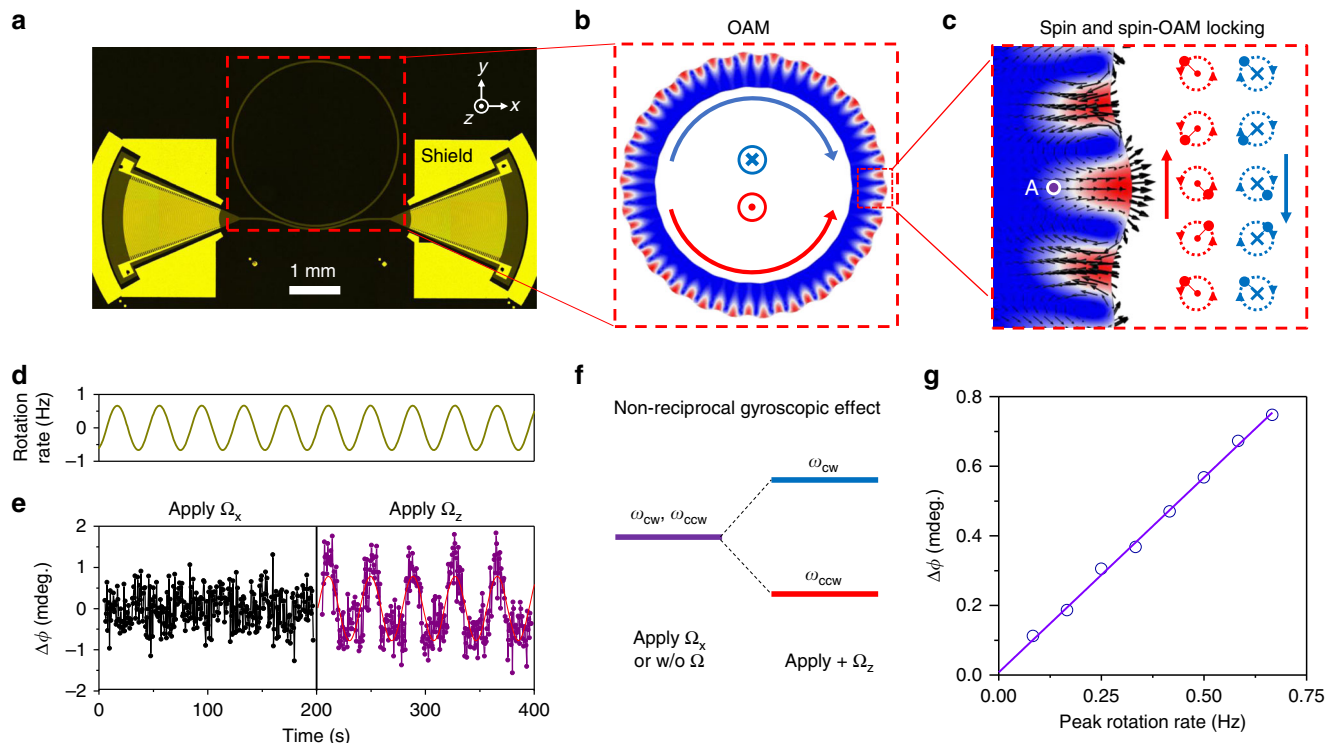 a
y
x
z
Shield
1 mm
b
OAM
c
Spin and spin-OAM locking
A
d
Rotation
rate (Hz)
1
0
−1
e
Apply Ωx
Apply Ωz
Δϕ (mdeg.)
2
1
0
−1
−2
0
100
200
300
400
Time (s)
f
Non-reciprocal gyroscopic effect
ωcw
ωcw, ωccw
ωccw
Apply Ωx
or w/o Ω
Apply + Ωz
g
Δϕ (mdeg.)
0.8
0.6
0.4
0.2
0.0
0.00
0.25
0.50
0.75
Peak rotation rate (Hz)